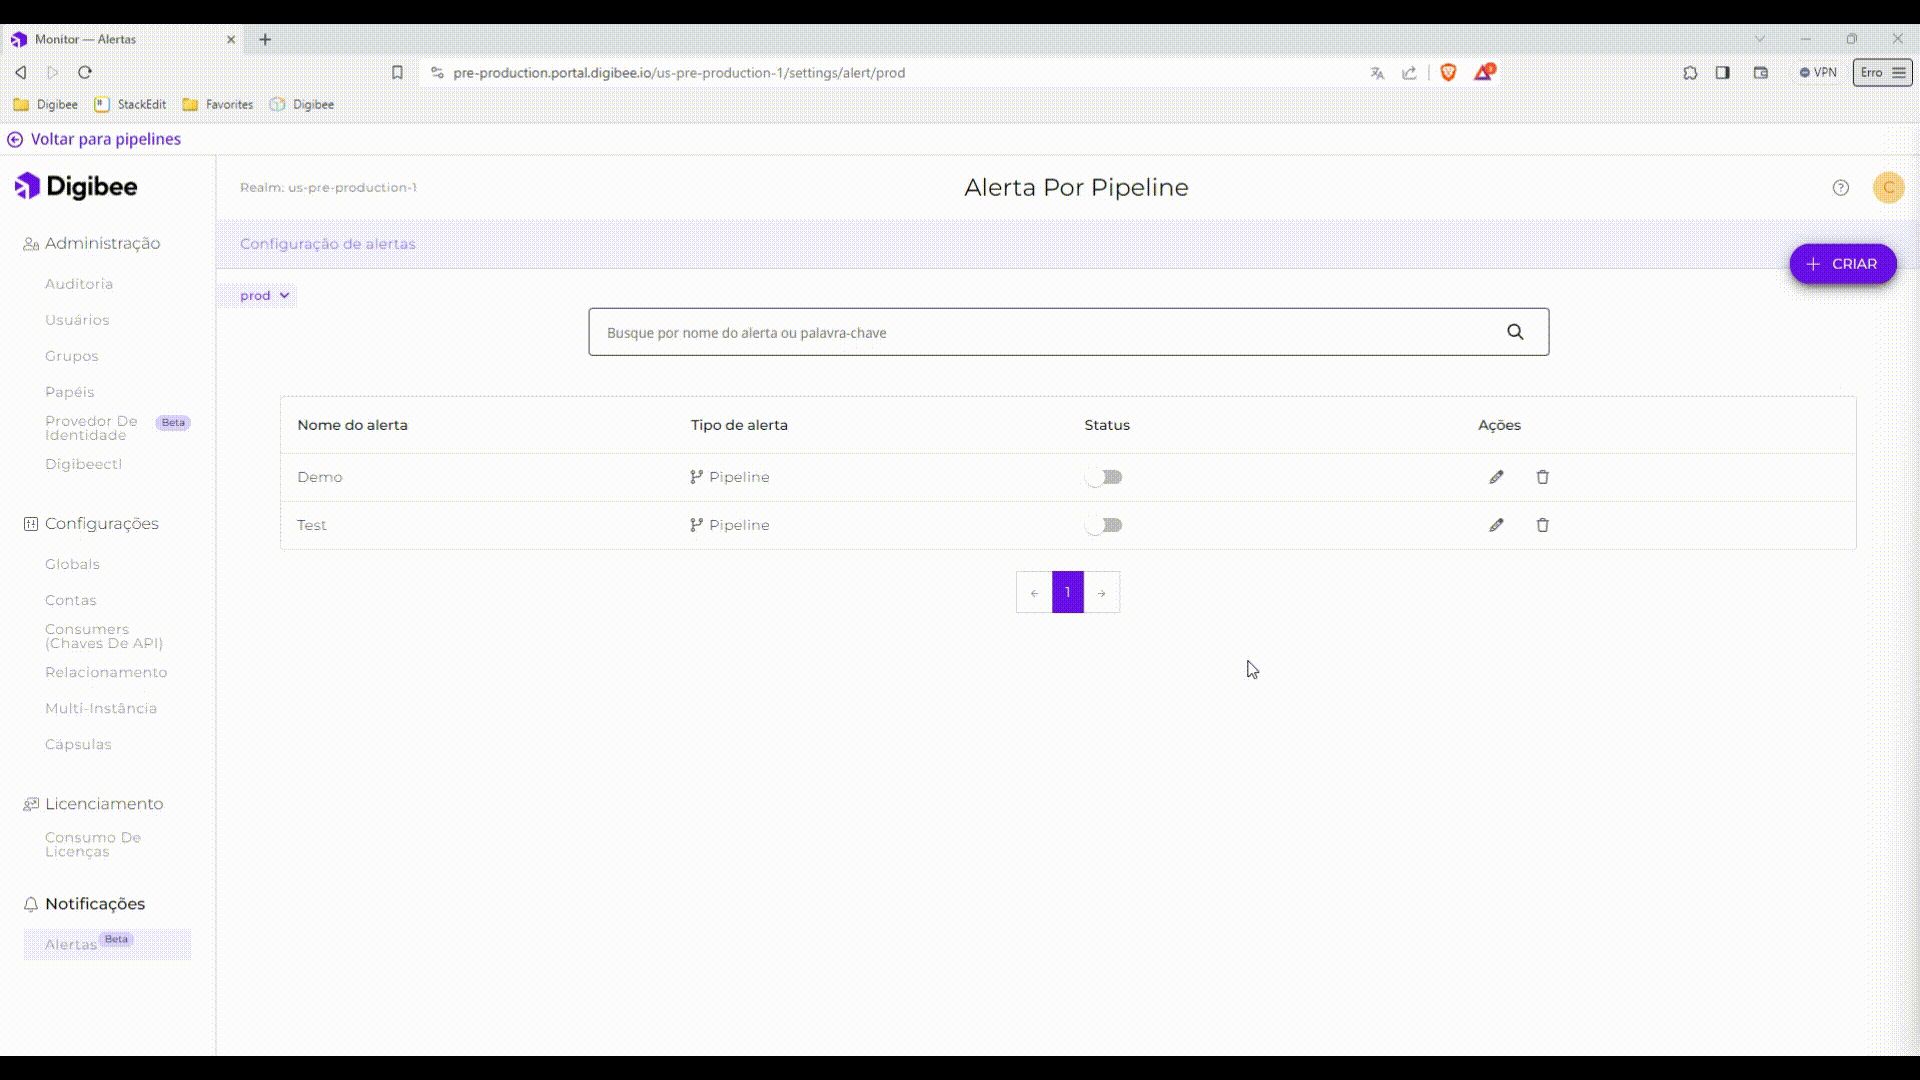 Monitor — Alertas
pre-production.portal.digibee.io/us-pre-production-1/settings/alert/prod
VPN
Erro
Digibee
StackEdit
Favorites
Digibee
Voltar para pipelines
Digibee
Realm: us-pre-production-1
Alerta Por Pipeline
C
Administração
Auditoria
Usuários
Grupos
Papéis
Provedor De
Identidade
Beta
Digibeectl
Configurações
Globals
Contas
Consumers
(Chaves De API)
Relacionamento
Multi-Instância
Cápsulas
Licenciamento
Consumo De
Licenças
Notificações
Alertas
Beta
Configuração de alertas
CRIAR
prod
Busque por nome do alerta ou palavra-chave
Nome do alerta Tipo de alerta Status Ações
Demo Pipeline
Test Pipeline
1